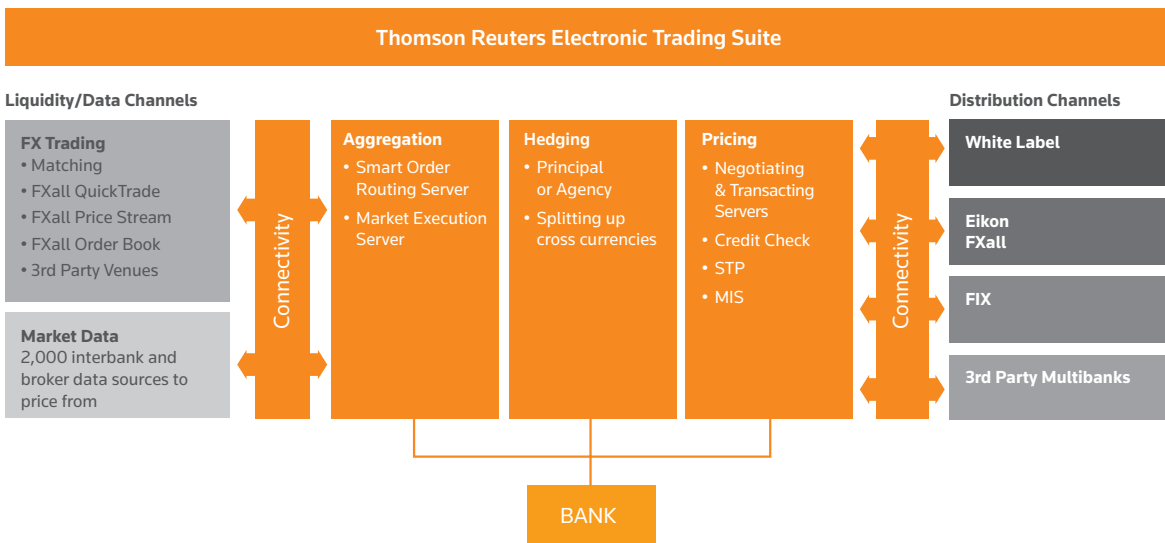 Thomson Reuters Electronic Trading Suite
Liquidity/Data Channels
FX Trading
• Matching
• FXall QuickTrade
• FXall Price Stream
• FXall Order Book
• 3rd Party Venues
Market Data
2,000 interbank and
broker data sources to
price from
Connectivity
Aggregation
• Smart Order
Routing Server
• Market Execution
Server
Hedging
• Principal
or Agency
• Splitting up
cross currencies
Pricing
• Negotiating
& Transacting
Servers
• Credit Check
• STP
• MIS
Connectivity
Distribution Channels
White Label
Eikon
FXall
FIX
3rd Party Multibanks
BANK